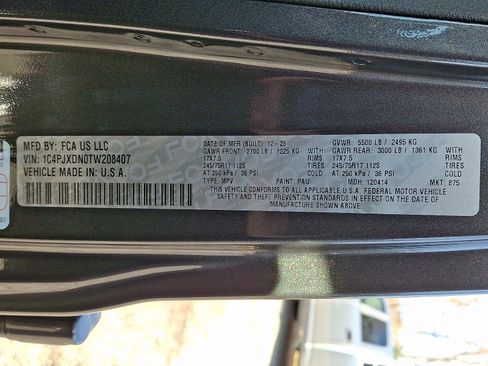 MFD BY: FCA US LLC
VIN: 1C4PJXDN0TW208407
VEHICLE MADE IN: U.S.A.
DATE OF MFR (BUILT): 12-25 GVWR: 5500 LB / 2495 KG
GAWR FRONT: 2700 LB / 1225 KG GAWR REAR: 3000 LB / 1361 KG
17X7.5 17X7.5
245/75R17 112S TIRES 245/75R17 112S TIRES
AT 250 kPa / 36 PSI COLD AT 250 kPa / 36 PSI COLD
TYPE: MPV PAINT: PAU MDH: 120414 MKT: 875
THIS VEHICLE CONFORMS TO ALL APPLICABLE U.S.A. FEDERAL MOTOR VEHICLE
SAFETY AND THEFT PREVENTION STANDARDS IN EFFECT ON THE DATE OF
MANUFACTURE SHOWN ABOVE.